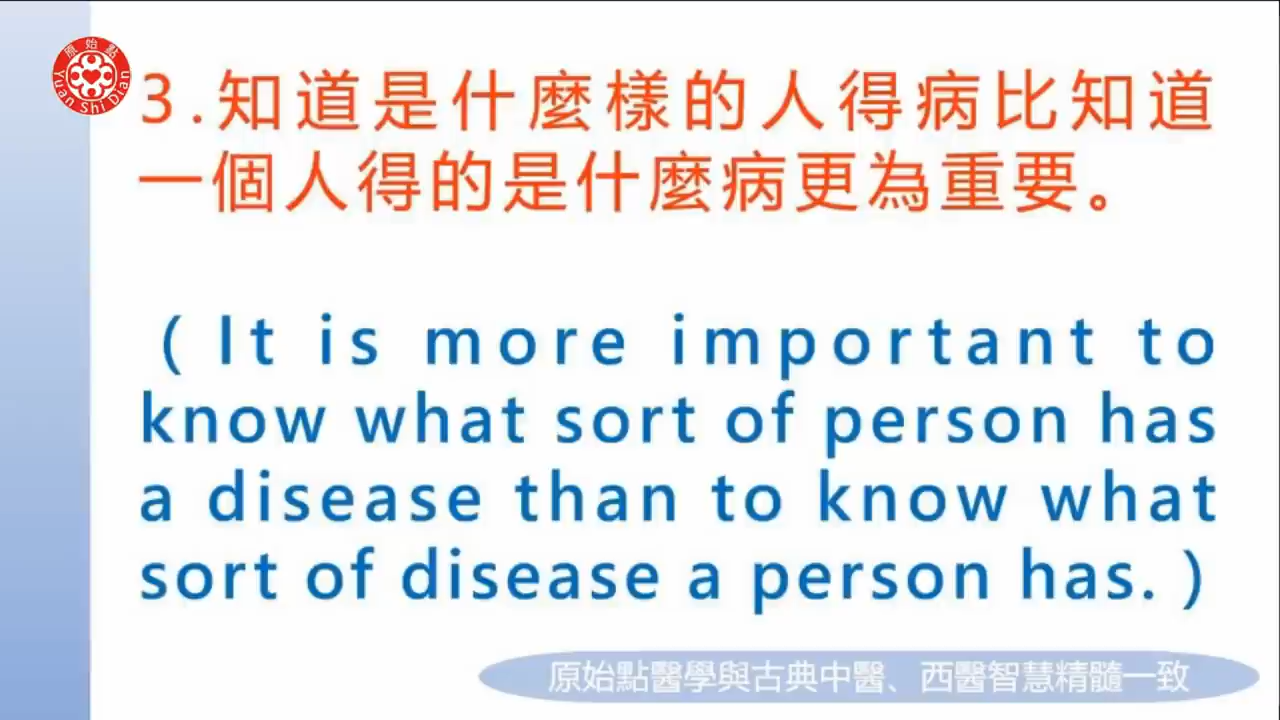 原始點
Yuan Shi Dian
3.知道是什麼樣的人得病比知道
一個人得的是什麼病更為重要。
(It is more important to
know what sort of person has
a disease than to know what
sort of disease a person has.)
原始點醫學與古典中醫、西醫智慧精髓一致